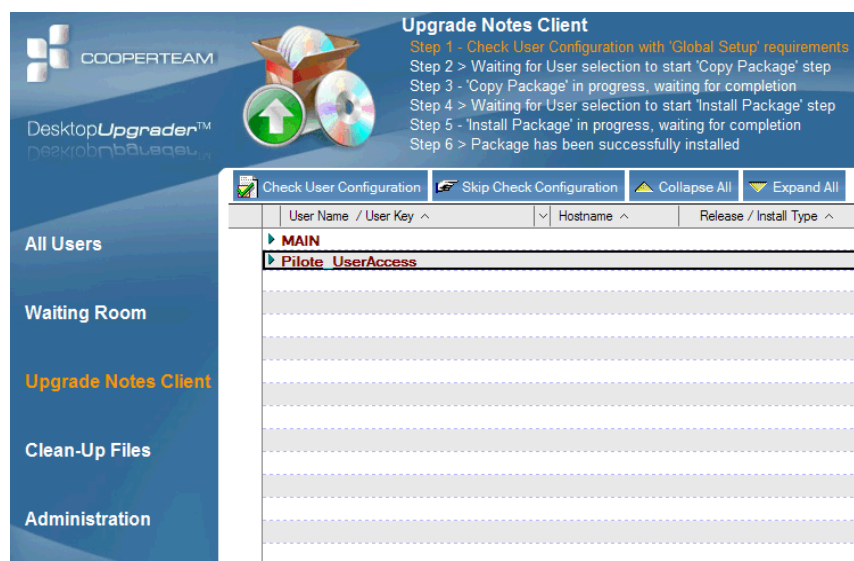 COOPERTEAM
DesktopUpgrader™
Upgrade Notes Client
Step 1 - Check User Configuration with 'Global Setup' requirements
Step 2 > Waiting for User selection to start 'Copy Package' step
Step 3 - 'Copy Package' in progress, waiting for completion
Step 4 > Waiting for User selection to start 'Install Package' step
Step 5 - 'Install Package' in progress, waiting for completion
Step 6 > Package has been successfully installed
Check User Configuration Skip Check Configuration Collapse All Expand All
User Name / User Key Hostname Release / Install Type
MAIN
Pilote_UserAccess
All Users
Waiting Room
Upgrade Notes Client
Clean-Up Files
Administration